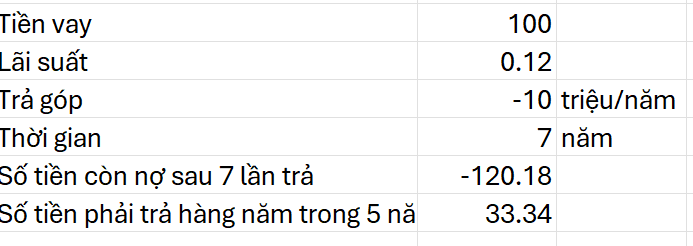 Tiền vay 100
Lãi suất 0.12
Trả góp -10 triệu/năm
Thời gian 7 năm
Số tiền còn nợ sau 7 lần trả -120.18
Số tiền phải trả hàng năm trong 5 nă 33.34